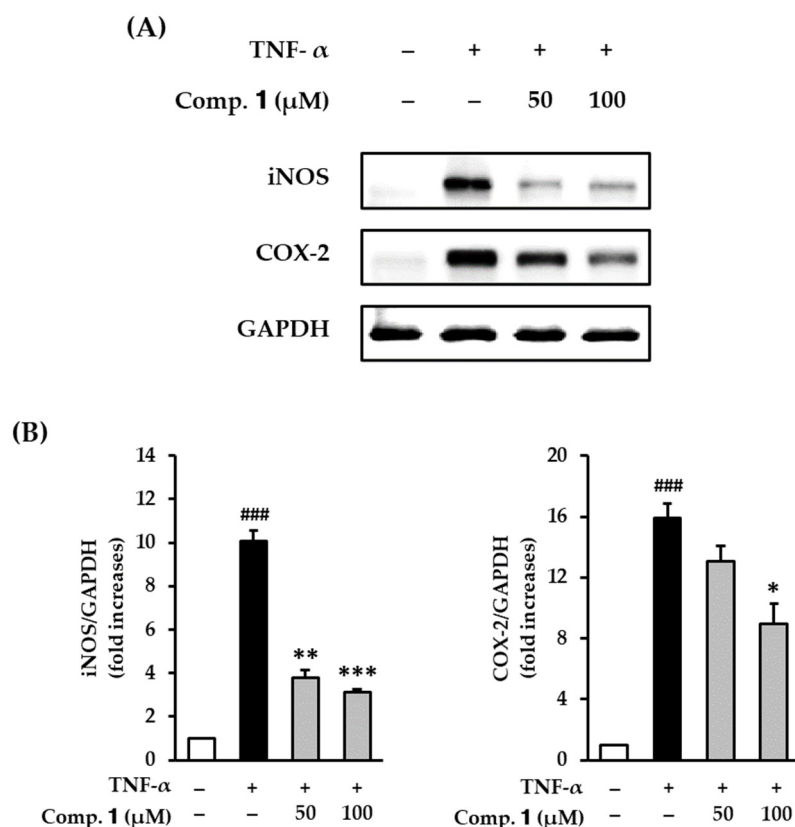 (A)
TNF- α – + + +
Comp. 1 (μM) – – 50 100
iNOS
COX-2
GAPDH
(B)
iNOS/GAPDH
(fold increases)
14
12
10
8
6
4
2
0
###
**
***
TNF-α – + + +
Comp. 1 (μM) – – 50 100
COX-2/GAPDH
(fold increases)
20
16
12
8
4
0
###
*
TNF-α – + + +
Comp. 1 (μM) – – 50 100